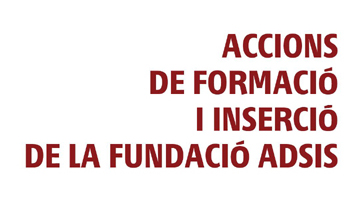 ACCIONS
DE FORMACIÓ
I INSERCIÓ
DE LA FUNDACIÓ ADSIS